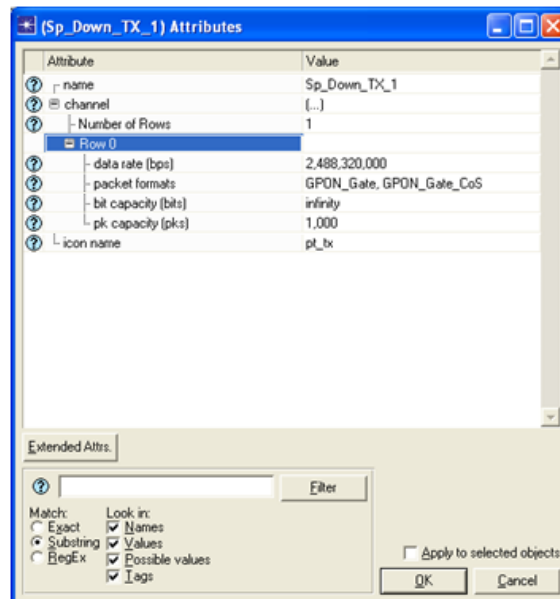 (Sp_Down_TX_1) Attributes
Attribute Value
name Sp_Down_TX_1
channel (...)
Number of Rows 1
Row 0
data rate (bps) 2,488,320,000
packet formats GPON_Gate, GPON_Gate_CoS
bit capacity (bits) infinity
pk capacity (pks) 1,000
icon name pt_tx
Extended Attrs.
Filter
Match: Look in:
Exact Names
Substring Values
RegEx Possible values
Tags
Apply to selected objects
OK Cancel